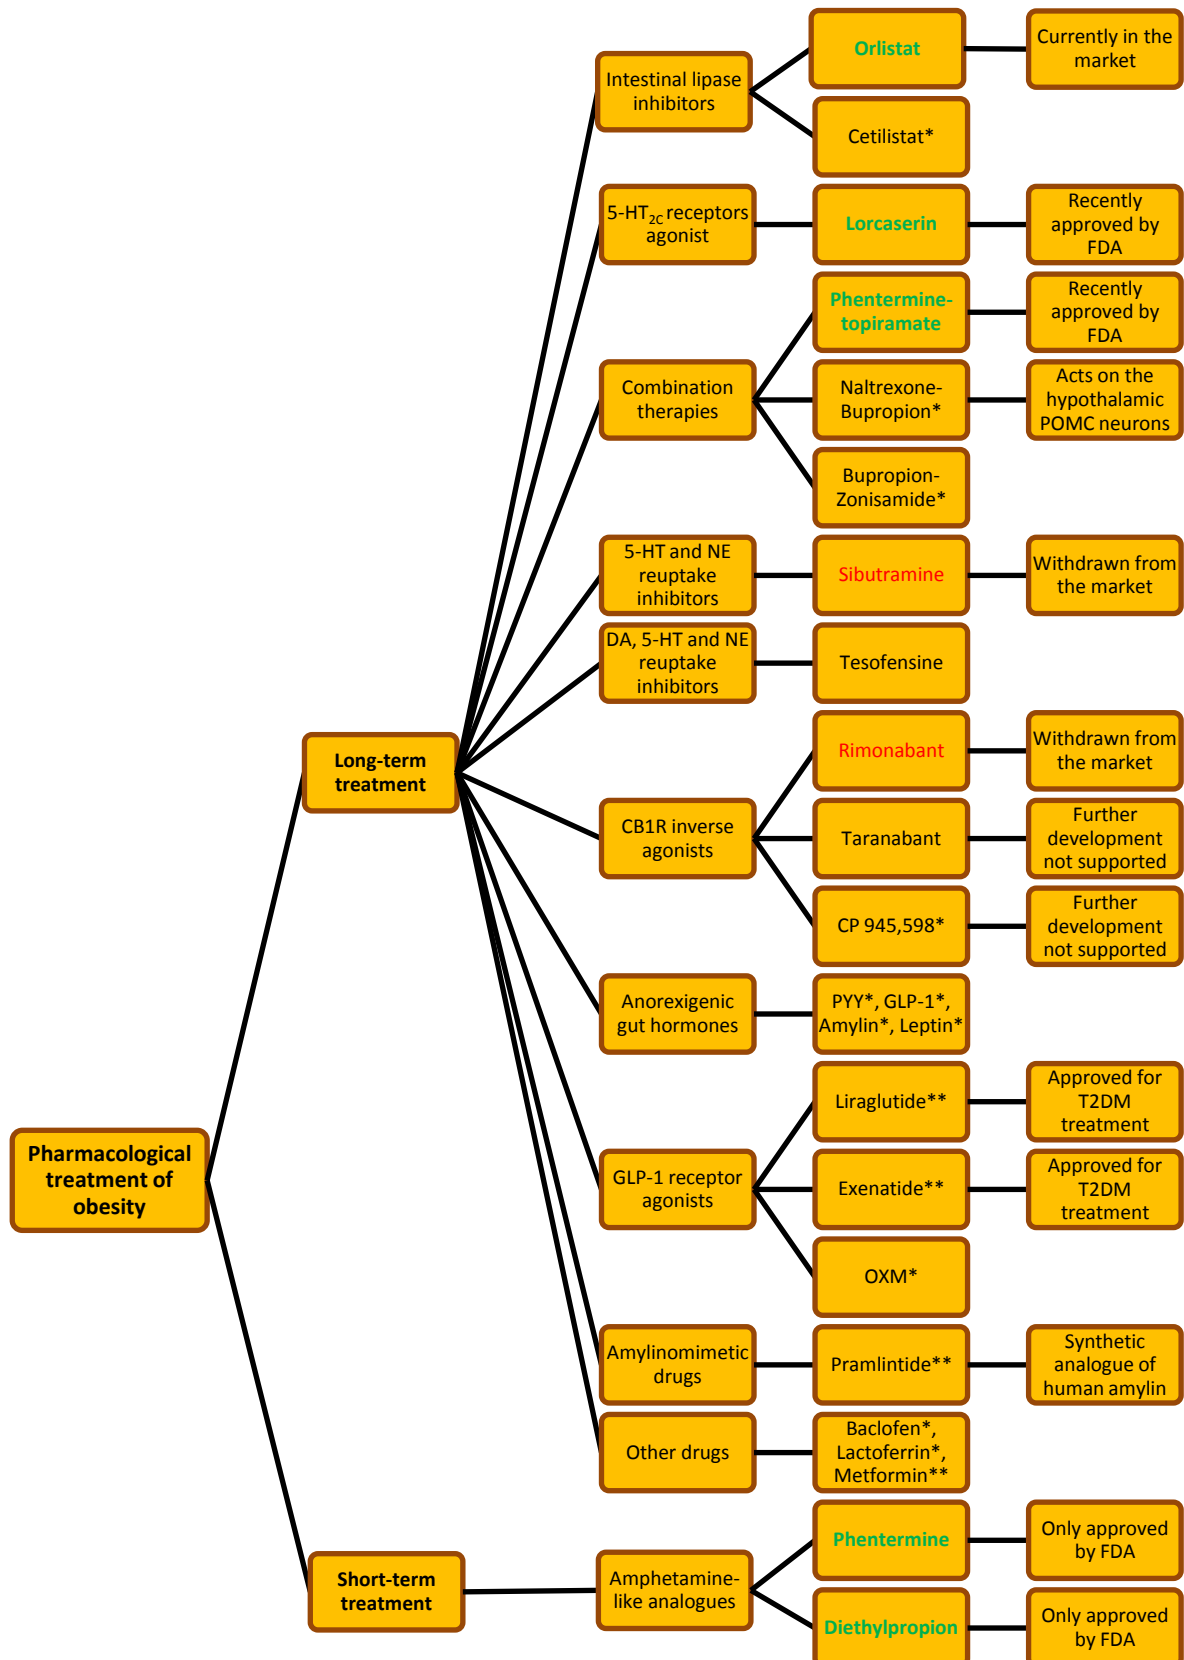 Pharmacological
treatment of
obesity
Long-term
treatment
Intestinal lipase
inhibitors
Orlistat
Currently in the
market
Cetilistat*
5-HT2C receptors
agonist
Lorcaserin
Recently
approved by
FDA
Combination
therapies
Phentermine-
topiramate
Recently
approved by
FDA
Naltrexone-
Bupropion*
Acts on the
hypothalamic
POMC neurons
Bupropion-
Zonisamide*
5-HT and NE
reuptake
inhibitors
Sibutramine
Withdrawn from
the market
DA, 5-HT and NE
reuptake
inhibitors
Tesofensine
CB1R inverse
agonists
Rimonabant
Withdrawn from
the market
Taranabant
Further
development
not supported
CP 945,598*
Further
development
not supported
Anorexigenic
gut hormones
PYY*, GLP-1*,
Amylin*, Leptin*
GLP-1 receptor
agonists
Liraglutide**
Approved for
T2DM
treatment
Exenatide**
Approved for
T2DM
treatment
OXM*
Amylinomimetic
drugs
Pramlintide**
Synthetic
analogue of
human amylin
Other drugs
Baclofen*,
Lactoferrin*,
Metformin**
Short-term
treatment
Amphetamine-
like analogues
Phentermine
Only approved
by FDA
Diethylpropion
Only approved
by FDA